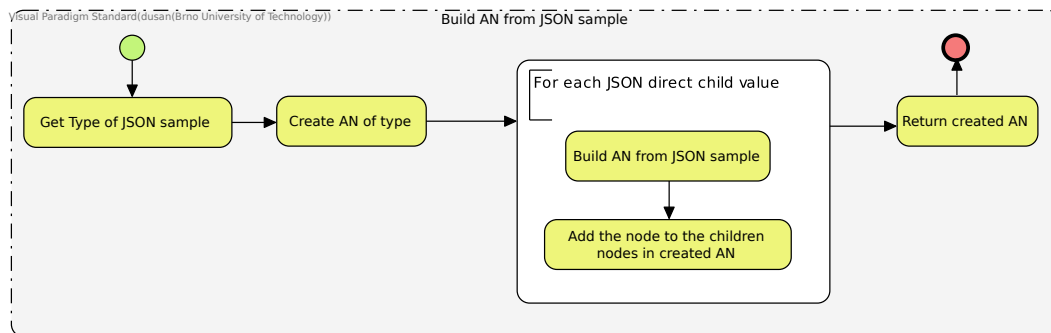 Visual Paradigm Standard(dusan(Brno University of Technology))
Build AN from JSON sample
For each JSON direct child value
Get Type of JSON sample
Create AN of type
Return created AN
Build AN from JSON sample
Add the node to the children
nodes in created AN